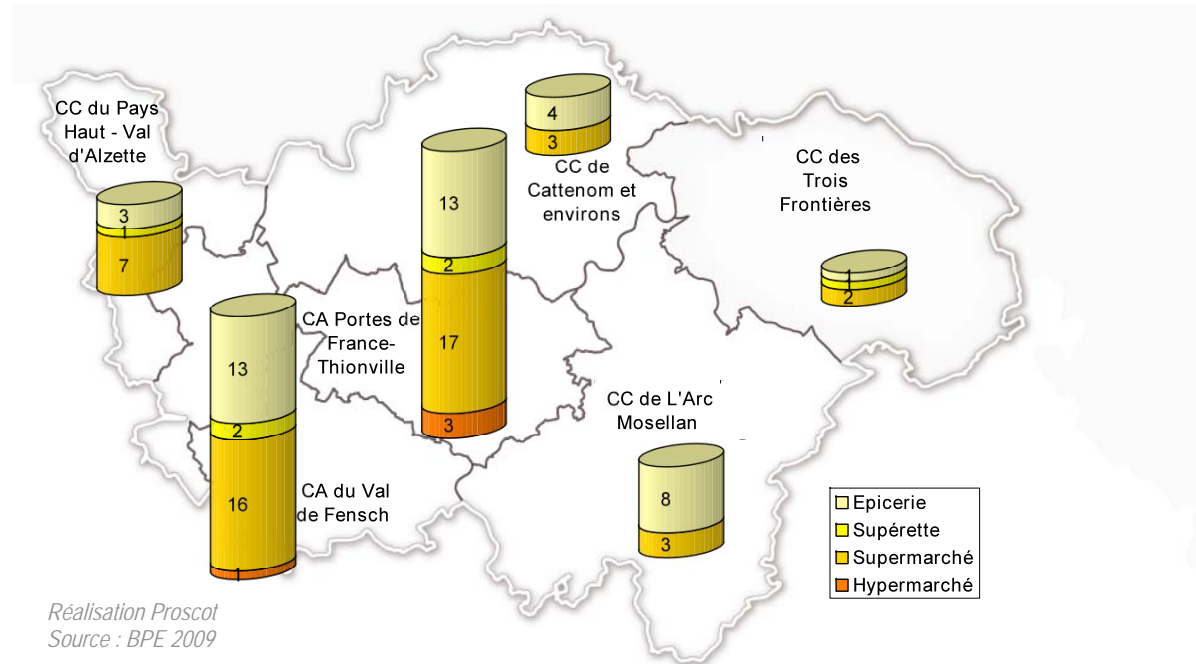 CC du Pays
Haut - Val
d'Alzette
3
1
7
4
3
CC de
Cattenom et
environs
CC des
Trois
Frontières
1
1
2
13
2
17
3
CA Portes de
France-
Thionville
13
2
16
1
CA du Val
de Fensch
CC de L'Arc
Mosellan
8
3
Epicerie
Supérette
Supermarché
Hypermarché
Réalisation Proscot
Source : BPE 2009